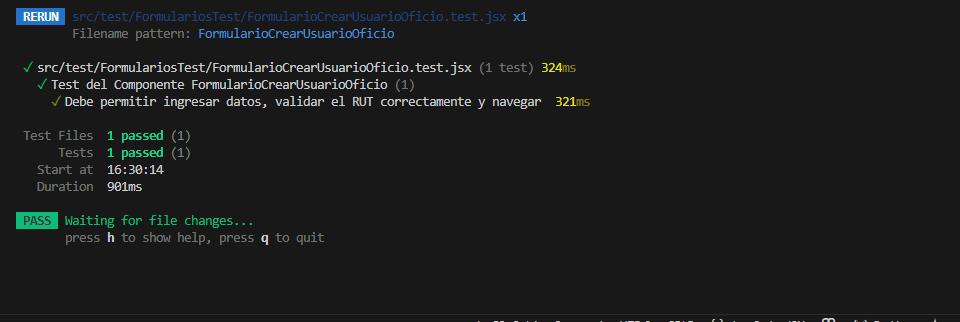 RERUN src/test/FormulariosTest/FormularioCrearUsuarioOficio.test.jsx x1
Filename pattern: FormularioCrearUsuarioOficio
✓ src/test/FormulariosTest/FormularioCrearUsuarioOficio.test.jsx (1 test) 324ms
✓ Test del Componente FormularioCrearUsuarioOficio (1)
✓ Debe permitir ingresar datos, validar el RUT correctamente y navegar 321ms
Test Files 1 passed (1)
Tests 1 passed (1)
Start at 16:30:14
Duration 901ms
PASS Waiting for file changes...
press h to show help, press q to quit